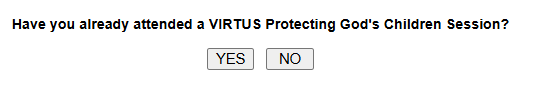 Have you already attended a VIRTUS Protecting God's Children Session?
YES NO